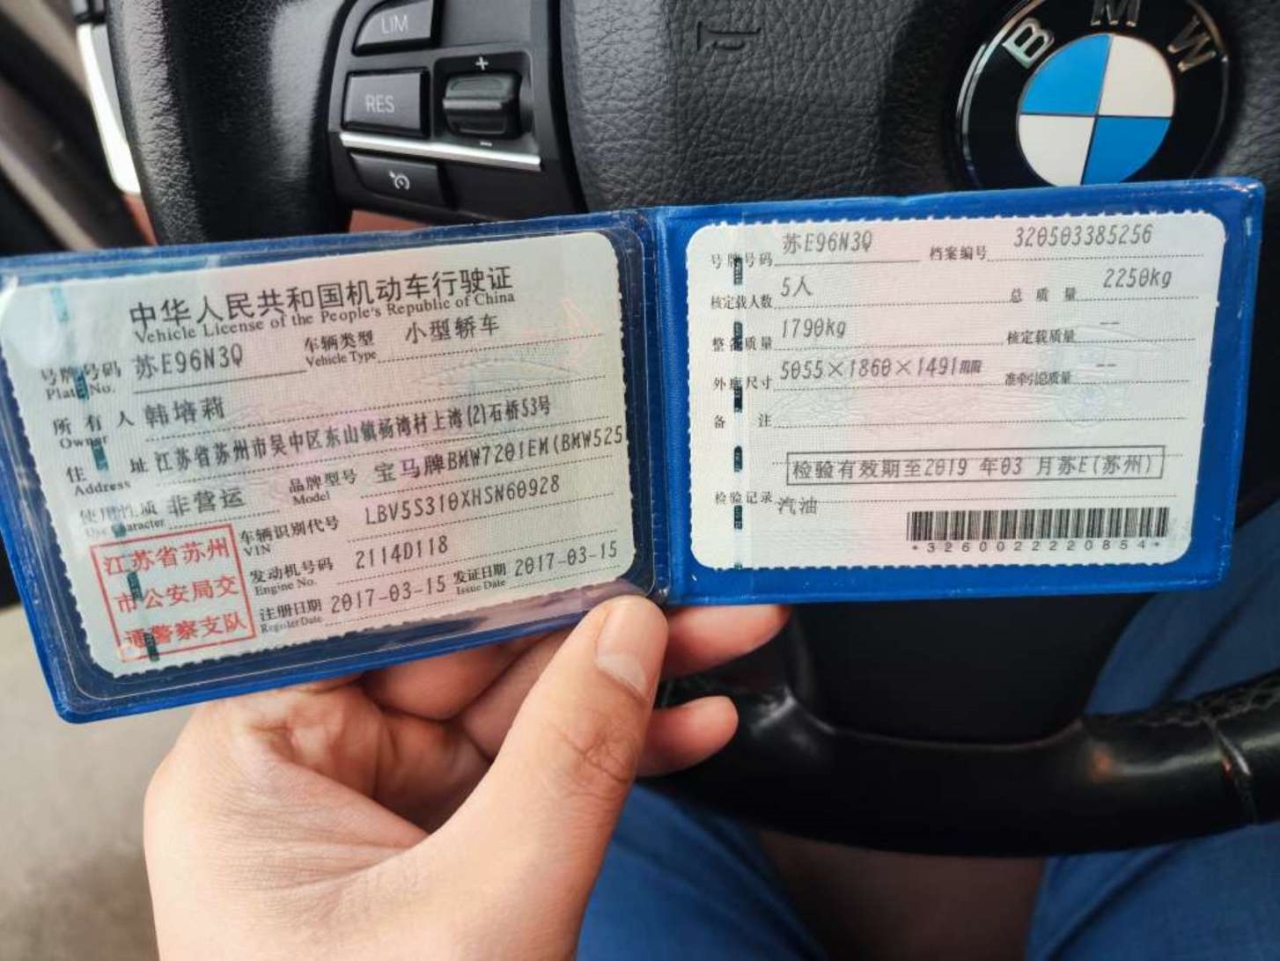 LIM
+
RES
-
BMW
中华人民共和国机动车行驶证
Vehicle License of the People's Republic of China
号牌号码 苏E96N3Q 车辆类型 小型轿车
Plate No. Vehicle Type
所有人 韩培莉
Owner
住址 江苏省苏州市吴中区东山镇杨湾村上湾(2)石桥53号
Address
使用性质 非营运 品牌型号 宝马牌BMW7201EM(BMW525
Use Character Model
江苏省苏州
市公安局交
通警察支队
车辆识别代号 LBV5S310XHSN60928
VIN
发动机号码 2114D118
Engine No.
注册日期 2017-03-15 发证日期 2017-03-15
Register Date Issue Date
号牌号码 苏E96N3Q 档案编号 320503385256
核定载人数 5人 总质量 2250kg
整备质量 1790kg 核定载质量 --
外廓尺寸 5055×1860×1491 准牵引总质量 --
备注
检验有效期至2019年03月苏E(苏州)
检验记录
汽油
*3260022220854*